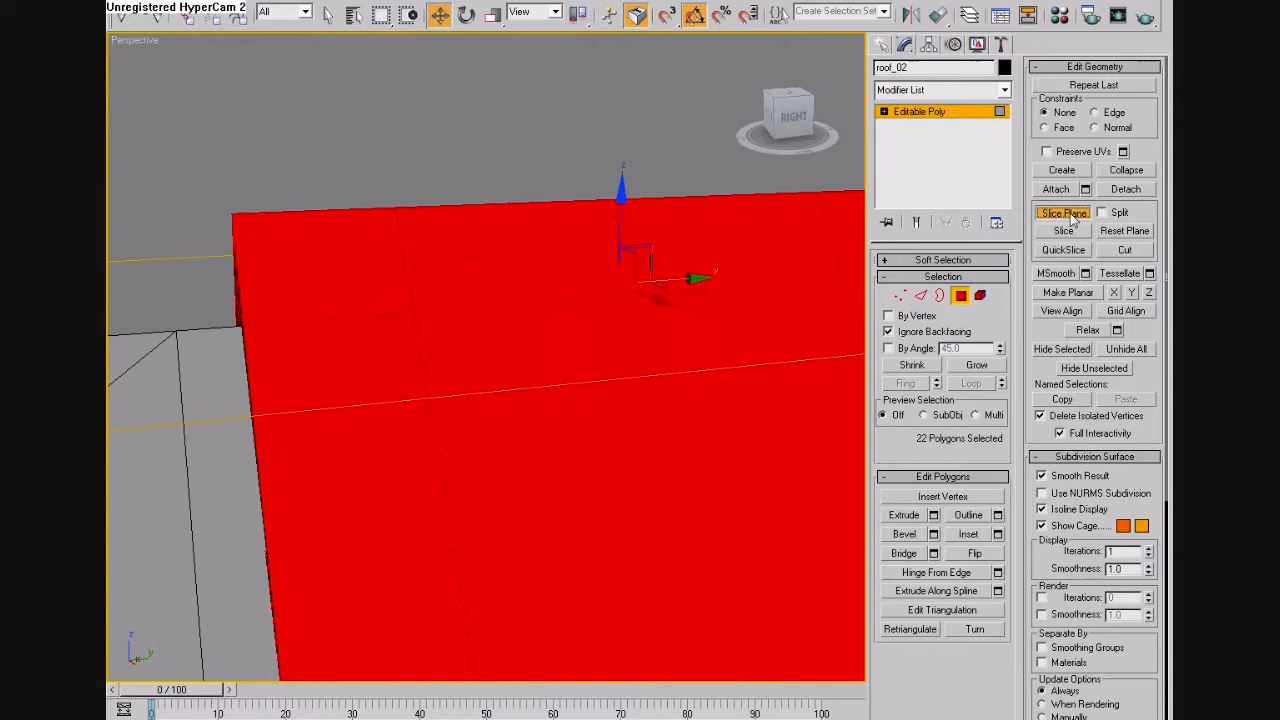 Unregistered HyperCam 2
All
View
Create Selection Set
Perspective
RIGHT
z
y
roof_02
Modifier List
Editable Poly
Soft Selection
Selection
By Vertex
Ignore Backfacing
By Angle: 45.0
Shrink Grow
Ring Loop
Preview Selection
Off SubObj Multi
22 Polygons Selected
Edit Polygons
Insert Vertex
Extrude Outline
Bevel Inset
Bridge Flip
Hinge From Edge
Extrude Along Spline
Edit Triangulation
Retriangulate Turn
Edit Geometry
Repeat Last
Constraints
None Edge
Face Normal
Preserve UVs
Create Collapse
Attach Detach
Slice Plane Split
Slice Reset Plane
QuickSlice Cut
MSmooth Tessellate
Make Planar X Y Z
View Align Grid Align
Relax
Hide Selected Unhide All
Hide Unselected
Named Selections:
Copy Paste
Delete Isolated Vertices
Full Interactivity
Subdivision Surface
Smooth Result
Use NURMS Subdivision
Isoline Display
Show Cage......
Display
Iterations: 1
Smoothness: 1.0
Render
Iterations: 0
Smoothness: 1.0
Separate By
Smoothing Groups
Materials
Update Options
Always
When Rendering
Manually
z
y
0 / 100
0 10 20 30 40 50 60 70 80 90 100